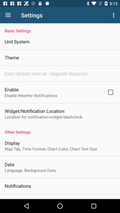 5:12
Settings
Basic Settings
Unit System
Theme
Data Update Interval - Upgrade Required
Enable
Enable Weather Notifications
Widget/Notification Location
Location for notification/widget/dashclock
Other Settings
Display
Map Tab, Time Format, Chart Color, Chart Text Size
Data
Language, Background Data
Notifications